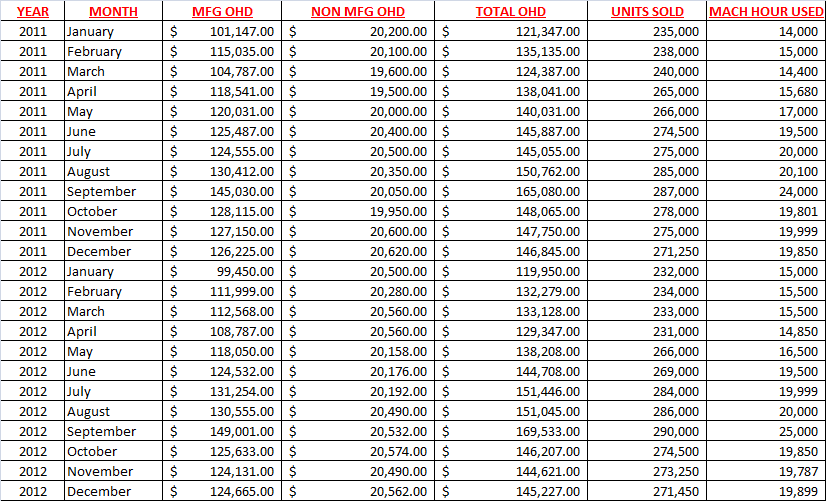 YEAR MONTH MFG OHD NON MFG OHD TOTAL OHD UNITS SOLD MACH HOUR USED
2011 January $ 101,147.00 $ 20,200.00 $ 121,347.00 235,000 14,000
2011 February $ 115,035.00 $ 20,100.00 $ 135,135.00 238,000 15,000
2011 March $ 104,787.00 $ 19,600.00 $ 124,387.00 240,000 14,400
2011 April $ 118,541.00 $ 19,500.00 $ 138,041.00 265,000 15,680
2011 May $ 120,031.00 $ 20,000.00 $ 140,031.00 266,000 17,000
2011 June $ 125,487.00 $ 20,400.00 $ 145,887.00 274,500 19,500
2011 July $ 124,555.00 $ 20,500.00 $ 145,055.00 275,000 20,000
2011 August $ 130,412.00 $ 20,350.00 $ 150,762.00 285,000 20,100
2011 September $ 145,030.00 $ 20,050.00 $ 165,080.00 287,000 24,000
2011 October $ 128,115.00 $ 19,950.00 $ 148,065.00 278,000 19,801
2011 November $ 127,150.00 $ 20,600.00 $ 147,750.00 275,000 19,999
2011 December $ 126,225.00 $ 20,620.00 $ 146,845.00 271,250 19,850
2012 January $ 99,450.00 $ 20,500.00 $ 119,950.00 232,000 15,000
2012 February $ 111,999.00 $ 20,280.00 $ 132,279.00 234,000 15,500
2012 March $ 112,568.00 $ 20,560.00 $ 133,128.00 233,000 15,500
2012 April $ 108,787.00 $ 20,560.00 $ 129,347.00 231,000 14,850
2012 May $ 118,050.00 $ 20,158.00 $ 138,208.00 266,000 16,500
2012 June $ 124,532.00 $ 20,176.00 $ 144,708.00 269,000 19,500
2012 July $ 131,254.00 $ 20,192.00 $ 151,446.00 284,000 19,999
2012 August $ 130,555.00 $ 20,490.00 $ 151,045.00 286,000 20,000
2012 September $ 149,001.00 $ 20,532.00 $ 169,533.00 290,000 25,000
2012 October $ 125,633.00 $ 20,574.00 $ 146,207.00 274,500 19,850
2012 November $ 124,131.00 $ 20,490.00 $ 144,621.00 273,250 19,787
2012 December $ 124,665.00 $ 20,562.00 $ 145,227.00 271,450 19,899